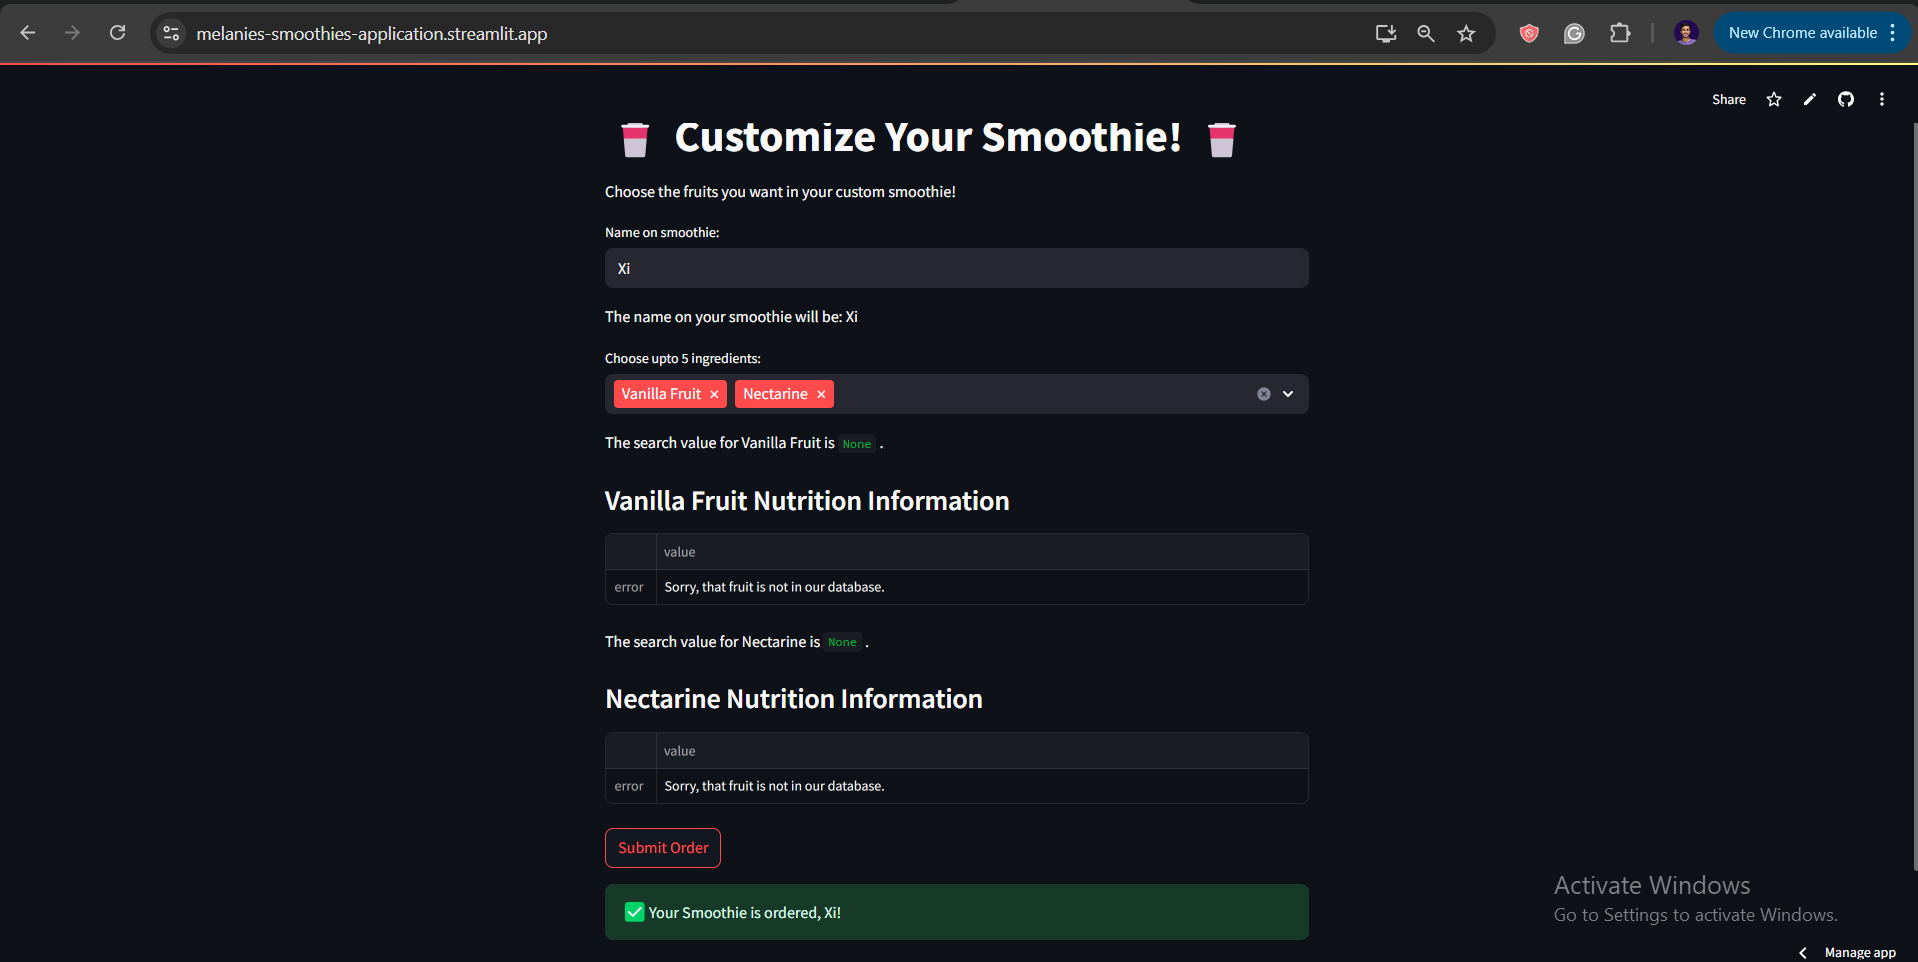 melanies-smoothies-application.streamlit.app
New Chrome available
Share
Customize Your Smoothie!
Choose the fruits you want in your custom smoothie!
Name on smoothie:
Xi
The name on your smoothie will be: Xi
Choose upto 5 ingredients:
Vanilla Fruit Nectarine
The search value for Vanilla Fruit is None .
Vanilla Fruit Nutrition Information
value
error Sorry, that fruit is not in our database.
The search value for Nectarine is None .
Nectarine Nutrition Information
value
error Sorry, that fruit is not in our database.
Submit Order
Your Smoothie is ordered, Xi!
Activate Windows
Go to Settings to activate Windows.
Manage app